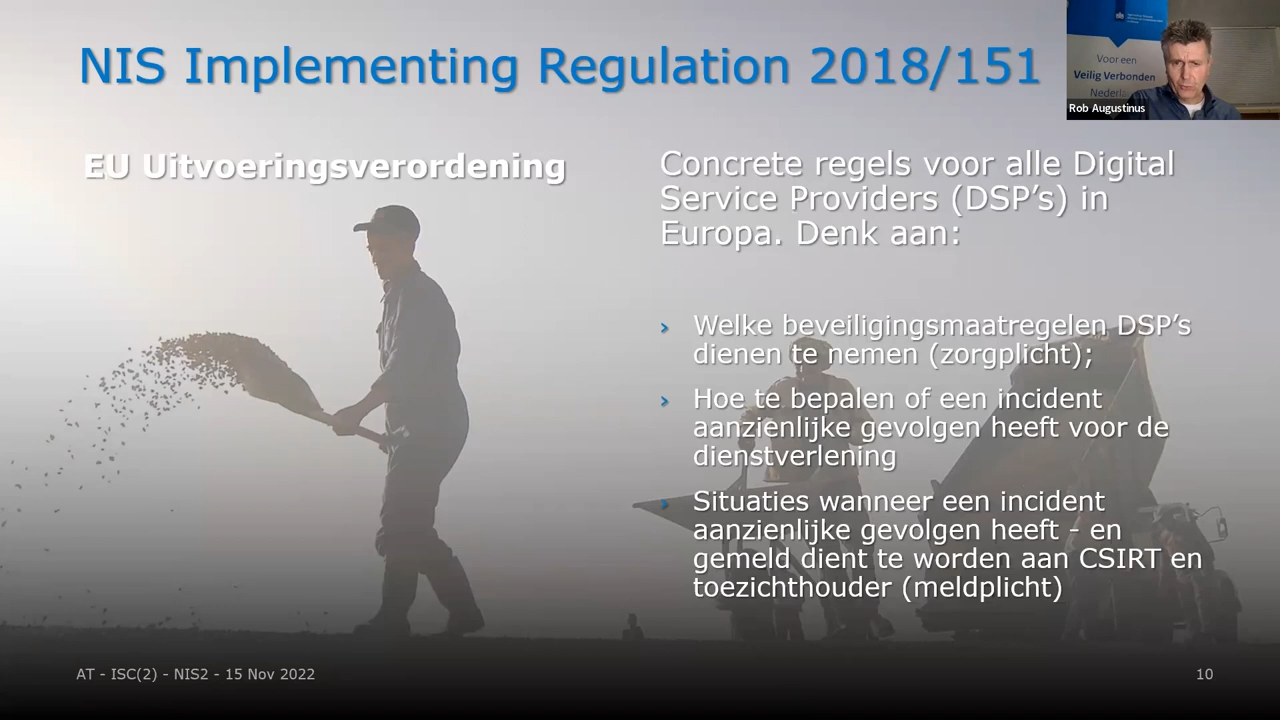 NIS Implementing Regulation 2018/151
Voor een
Veilig Verbonden
Rob Augustinus
EU Uitvoeringsverordening
Concrete regels voor alle Digital
Service Providers (DSP’s) in
Europa. Denk aan:
› Welke beveiligingsmaatregelen DSP’s
dienen te nemen (zorgplicht);
› Hoe te bepalen of een incident
aanzienlijke gevolgen heeft voor de
dienstverlening
› Situaties wanneer een incident
aanzienlijke gevolgen heeft - en
gemeld dient te worden aan CSIRT en
toezichthouder (meldplicht)
AT - ISC(2) - NIS2 - 15 Nov 2022
10